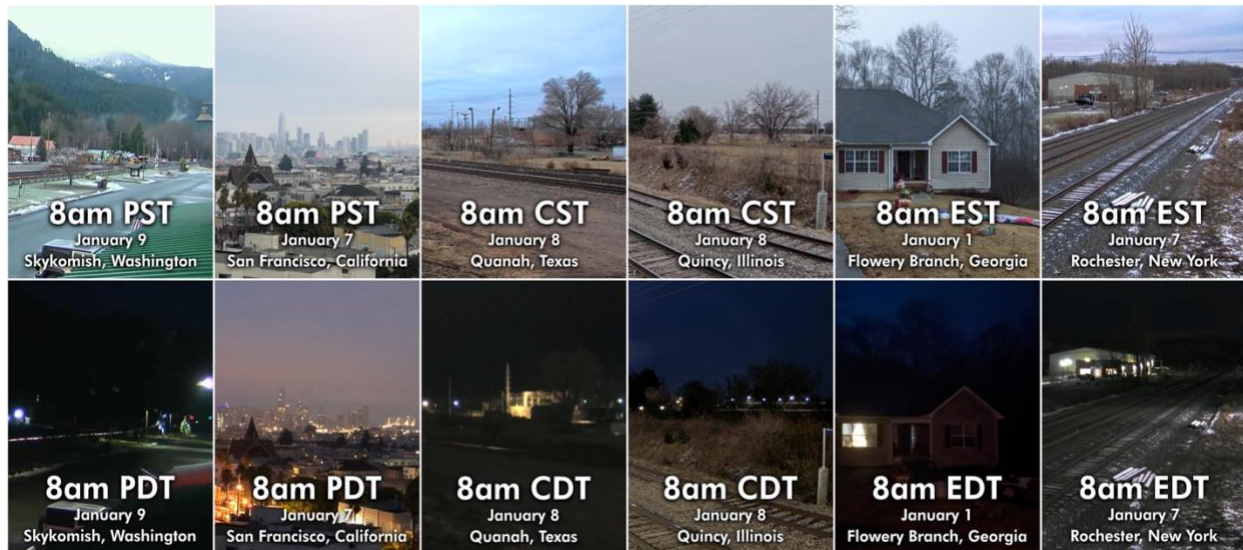 8am PST
January 9
Skykomish, Washington
8am PST
January 7
San Francisco, California
8am CST
January 8
Quanah, Texas
8am CST
January 8
Quincy, Illinois
8am EST
January 1
Flowery Branch, Georgia
8am EST
January 7
Rochester, New York
8am PDT
January 9
Skykomish, Washington
8am PDT
January 7
San Francisco, California
8am CDT
January 8
Quanah, Texas
8am CDT
January 8
Quincy, Illinois
8am EDT
January 1
Flowery Branch, Georgia
8am EDT
January 7
Rochester, New York